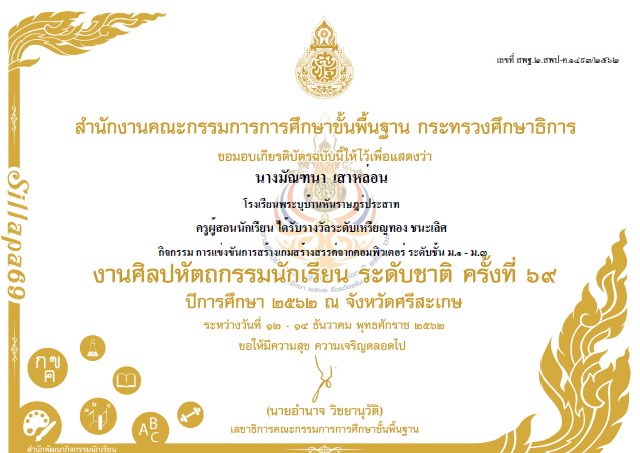 เลขที่ สพฐ.๒.สพป-ค.๑๔๙๓/๒๕๖๒
สำนักงานคณะกรรมการการศึกษาขั้นพื้นฐาน กระทรวงศึกษาธิการ
ขอมอบเกียรติบัตรฉบับนี้ให้ไว้เพื่อแสดงว่า
นางมัณฑนา เสาหล่อน
โรงเรียนพระบุบ้านหันราษฎร์ประสาท
ครูผู้สอนนักเรียน ได้รับรางวัลระดับเหรียญทอง ชนะเลิศ
กิจกรรม การแข่งขันการสร้างเกมสร้างสรรค์จากคอมพิวเตอร์ ระดับชั้น ม.๑ - ม.๓
งานศิลปหัตถกรรมนักเรียน ระดับชาติ ครั้งที่ ๖๙
ปีการศึกษา ๒๕๖๒ ณ จังหวัดศรีสะเกษ
ระหว่างวันที่ ๑๒ - ๑๔ ธันวาคม พุทธศักราช ๒๕๖๒
ขอให้มีความสุข ความเจริญตลอดไป
(นายอำนาจ วิชยานุวัติ)
เลขาธิการคณะกรรมการการศึกษาขั้นพื้นฐาน
Sillapa69
ก ข
ค
A B
C
สำนักพัฒนากิจกรรมนักเรียน